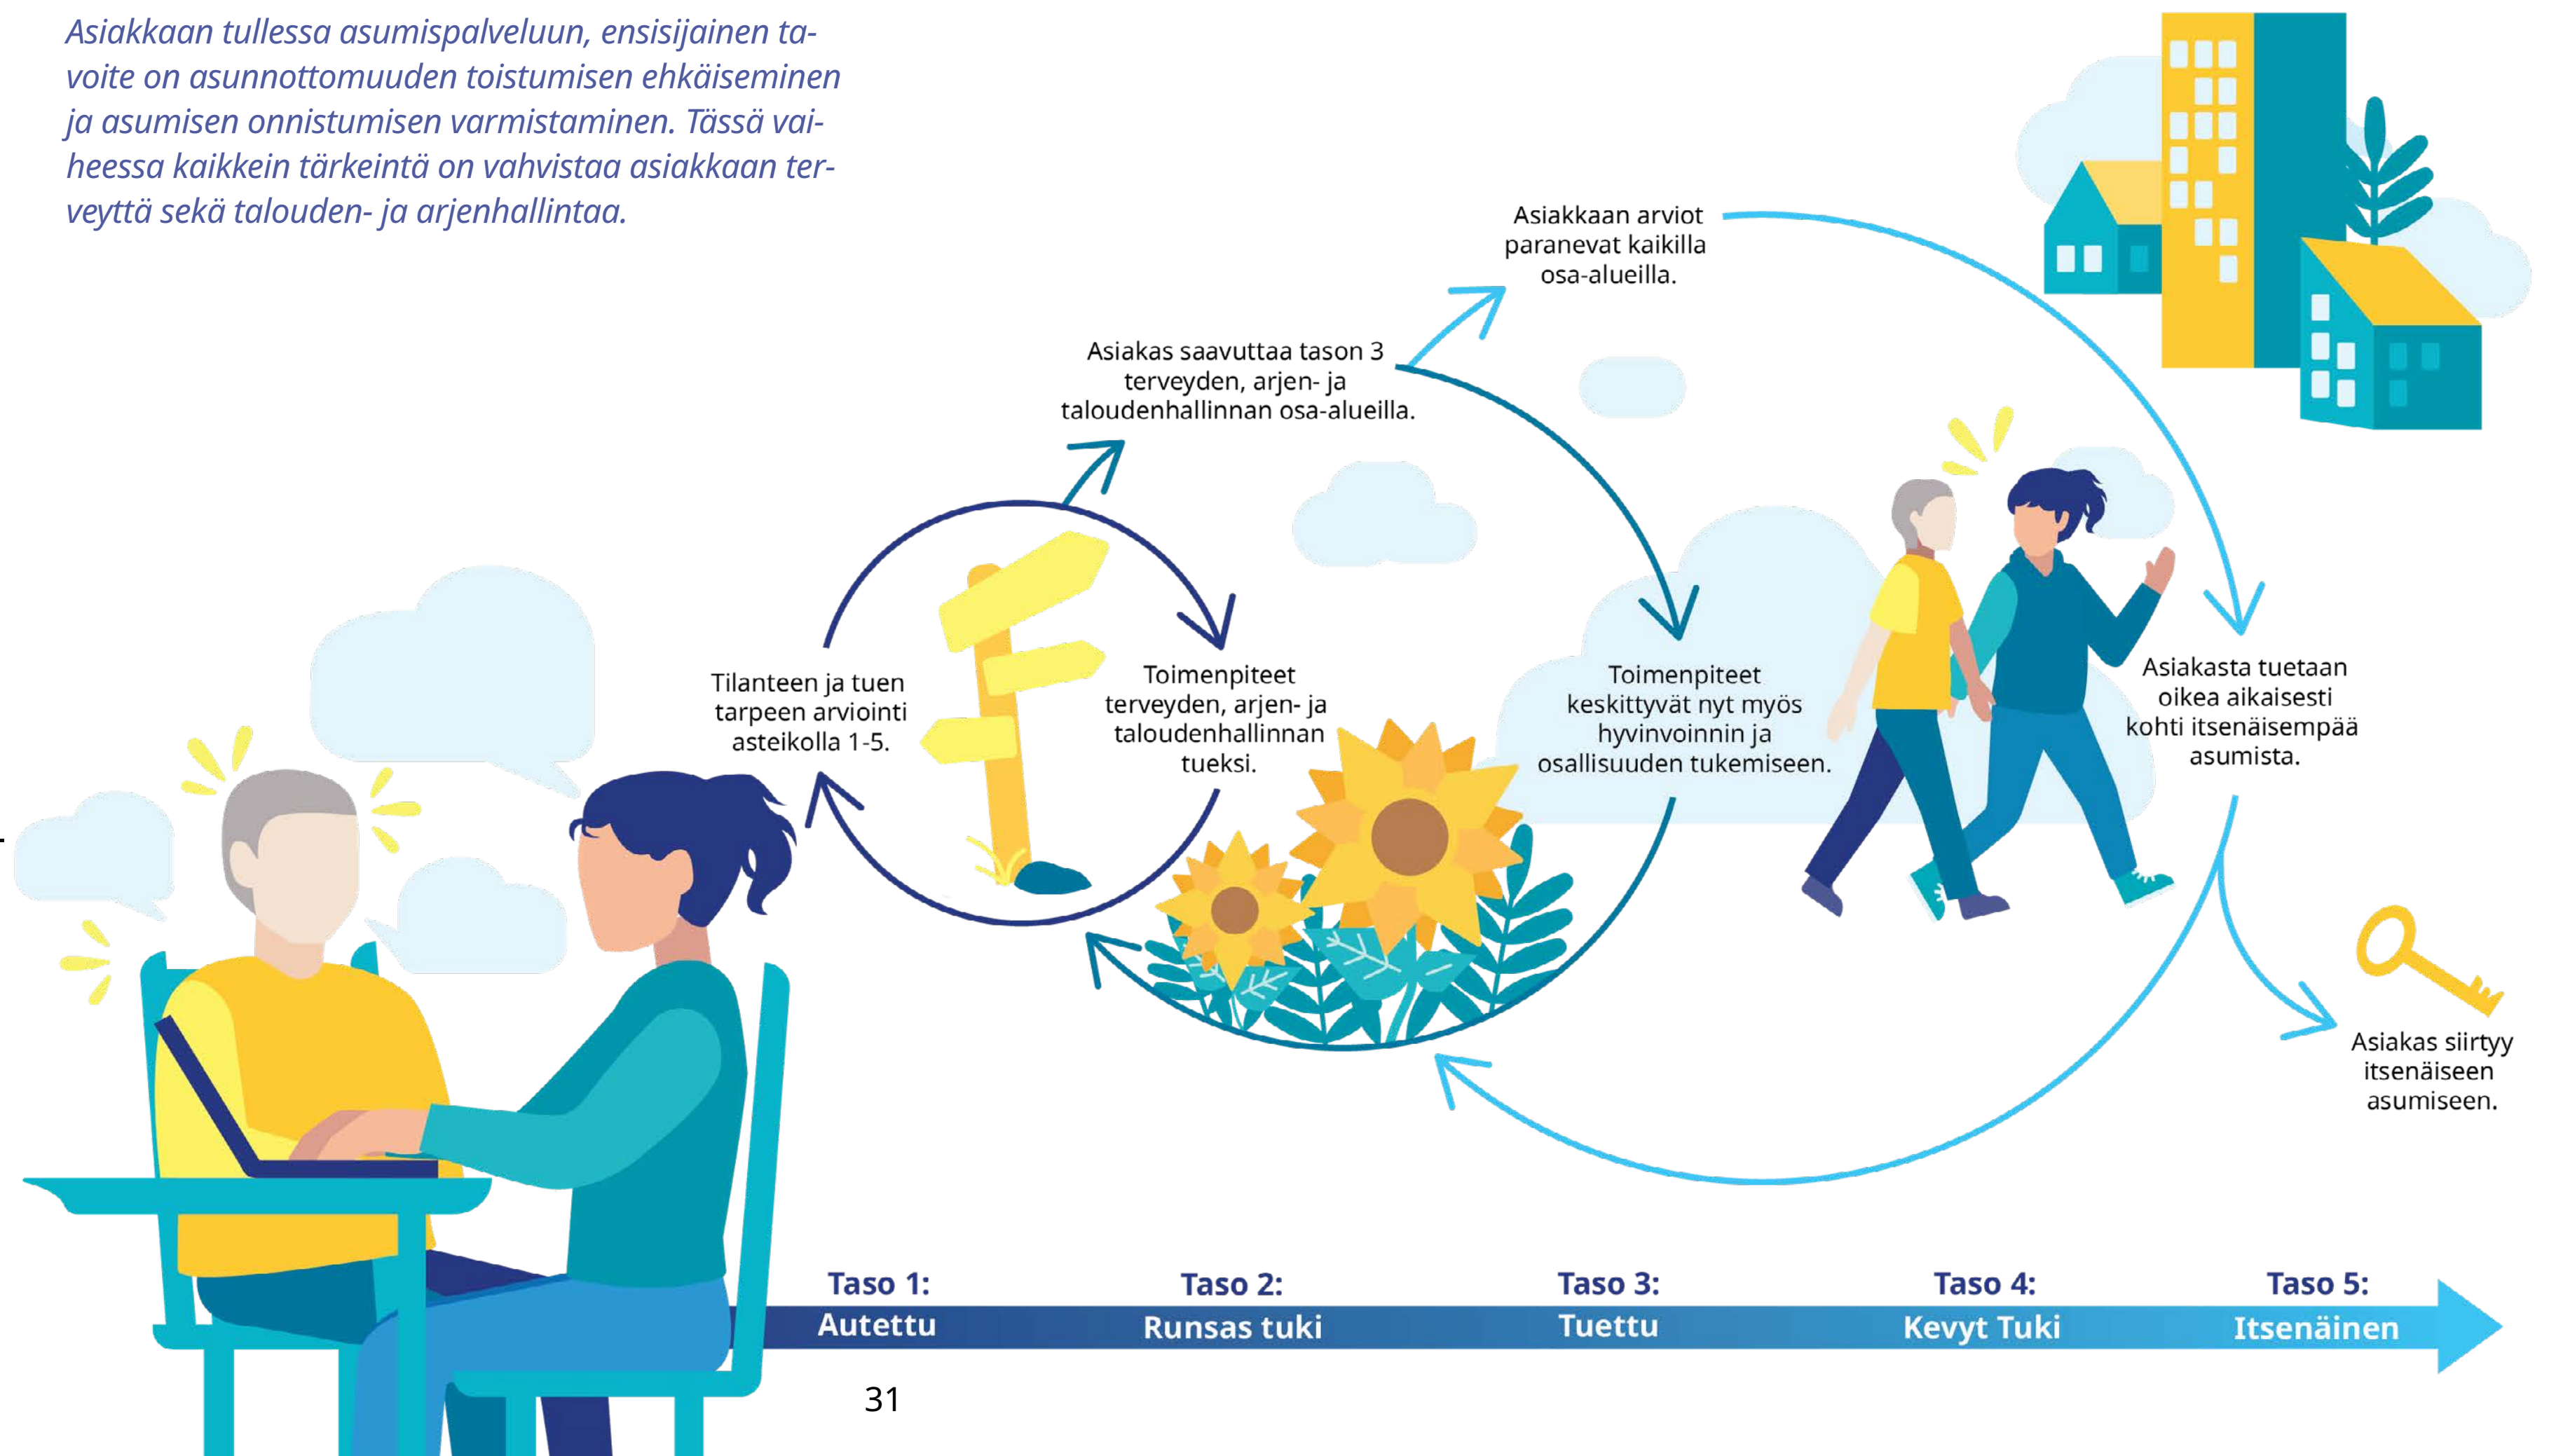 Asiakkaan tullessa asumispalveluun, ensisijainen ta-
voite on asunnottomuuden toistumisen ehkäiseminen
ja asumisen onnistumisen varmistaminen. Tässä vai-
heessa kaikkein tärkeintä on vahvistaa asiakkaan ter-
veyttä sekä talouden- ja arjenhallintaa.
Asiakkaan arviot
paranevat kaikilla
osa-alueilla.
Asiakas saavuttaa tason 3
terveyden, arjen- ja
taloudenhallinnan osa-alueilla.
Tilanteen ja tuen
tarpeen arviointi
asteikolla 1-5.
Toimenpiteet
terveyden, arjen- ja
taloudenhallinnan
tueksi.
Toimenpiteet
keskittyvät nyt myös
hyvinvoinnin ja
osallisuuden tukemiseen.
Asiakasta tuetaan
oikea aikaisesti
kohti itsenäisempää
asumista.
Asiakas siirtyy
itsenäiseen
asumiseen.
Taso 1:
Autettu
Taso 2:
Runsas tuki
Taso 3:
Tuettu
Taso 4:
Kevyt Tuki
Taso 5:
Itsenäinen
31